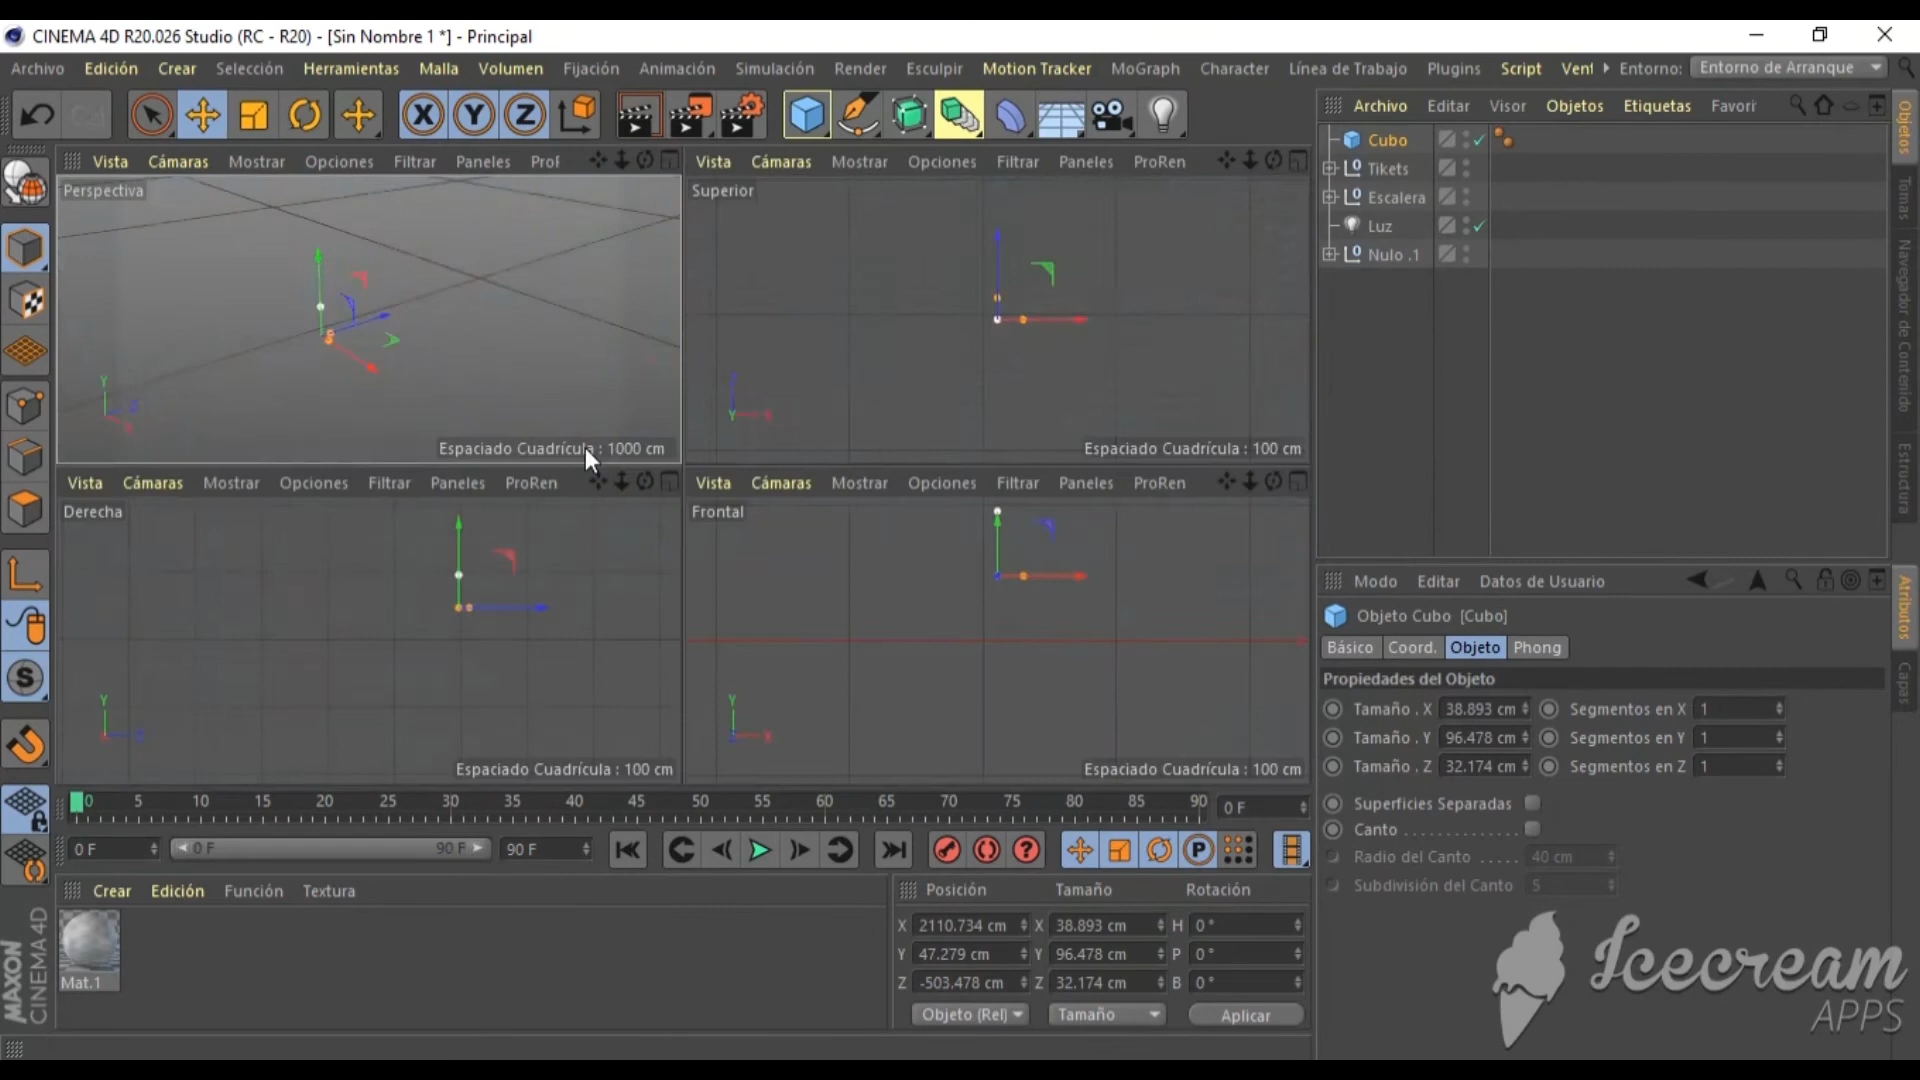 CINEMA 4D R20.026 Studio (RC - R20) - [Sin Nombre 1 *] - Principal
Archivo Edición Crear Selección Herramientas Malla Volumen Fijación Animación Simulación Render Esculpir Motion Tracker MoGraph Character Línea de Trabajo Plugins Script Vent Entorno: Entorno de Arranque
X Y Z
Archivo Editar Visor Objetos Etiquetas Favori
Cubo
Tikets
Escalera
Luz
Nulo .1
Objetos
Tomas
Navegador de Contenido
Estructura
Vista Cámaras Mostrar Opciones Filtrar Paneles Prof
Perspectiva
Y
Z
X
Espaciado Cuadrícula : 1000 cm
Vista Cámaras Mostrar Opciones Filtrar Paneles ProRen
Superior
Z
Y X
Espaciado Cuadrícula : 100 cm
Vista Cámaras Mostrar Opciones Filtrar Paneles ProRen
Derecha
Y
X Z
Espaciado Cuadrícula : 100 cm
Vista Cámaras Mostrar Opciones Filtrar Paneles ProRen
Frontal
Y
Z X
Espaciado Cuadrícula : 100 cm
S
0 5 10 15 20 25 30 35 40 45 50 55 60 65 70 75 80 85 90 0 F
0 F 0 F 90 F 90 F ? P
Crear Edición Función Textura
Mat.1
MAXON
CINEMA 4D
Posición Tamaño Rotación
X 2110.734 cm X 38.893 cm H 0 °
Y 47.279 cm Y 96.478 cm P 0 °
Z -503.478 cm Z 32.174 cm B 0 °
Objeto (Rel) Tamaño Aplicar
Modo Editar Datos de Usuario
Objeto Cubo [Cubo]
Básico Coord. Objeto Phong
Propiedades del Objeto
Tamaño . X 38.893 cm Segmentos en X 1
Tamaño . Y 96.478 cm Segmentos en Y 1
Tamaño . Z 32.174 cm Segmentos en Z 1
Superficies Separadas
Canto . . . . . . . . . . . . . .
Radio del Canto . . . . . 40 cm
Subdivisión del Canto 5
Atributos
Capas
Icecream
APPS